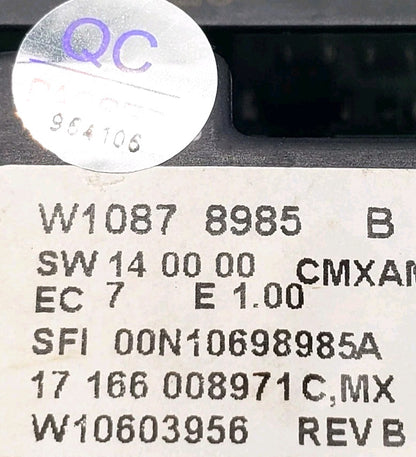 QC
964106
W1087 8985 B
SW 14 00 00 CMXAM
EC 7 E 1.00
SFI 00N10698985A
17 166 008971C,MX
W10603956 REV B